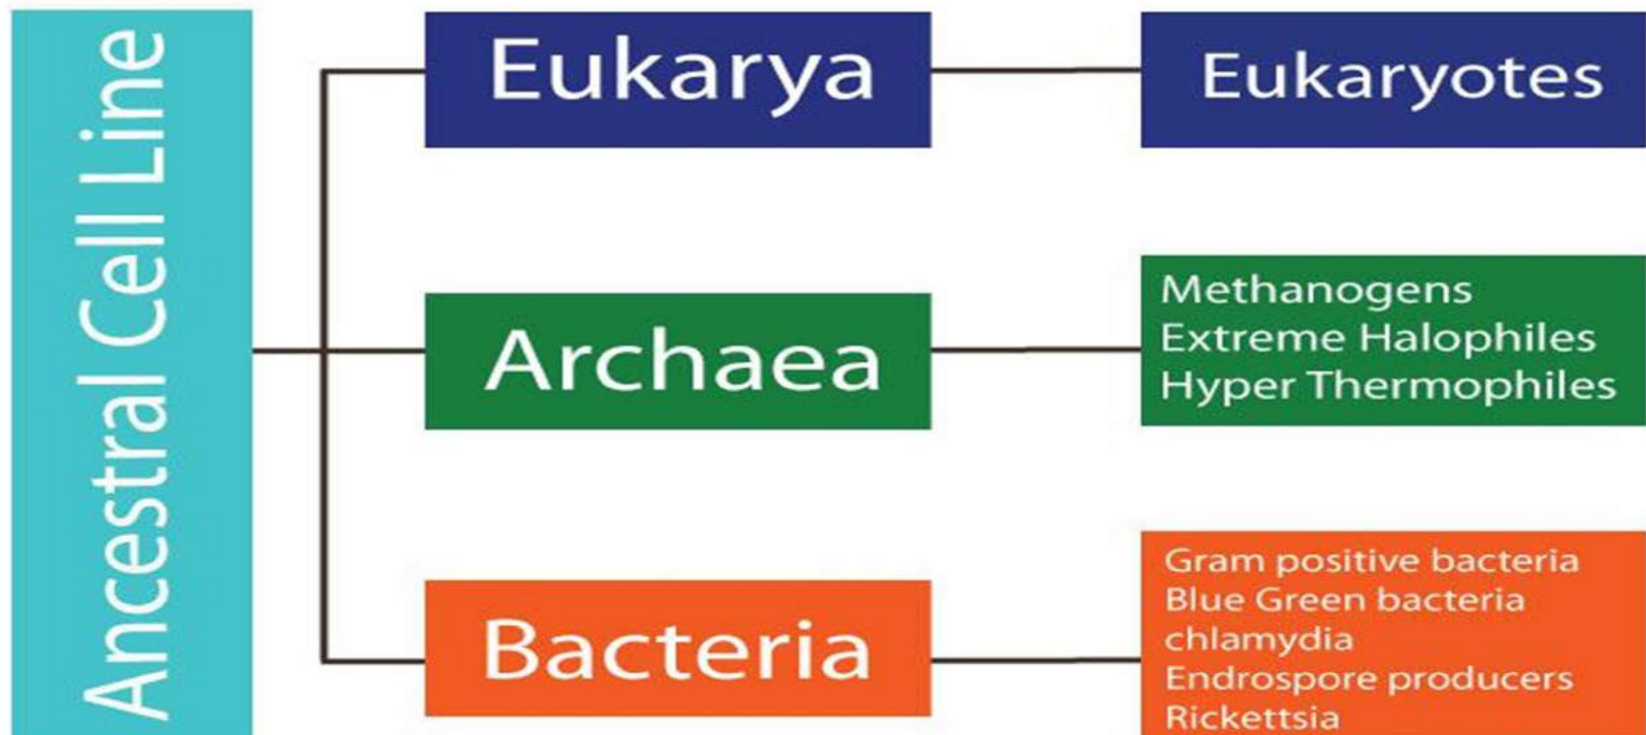 Ancestral Cell Line
Eukarya
Eukaryotes
Archaea
Methanogens
Extreme Halophiles
Hyper Thermophiles
Bacteria
Gram positive bacteria
Blue Green bacteria
chlamydia
Endrospore producers
Rickettsia